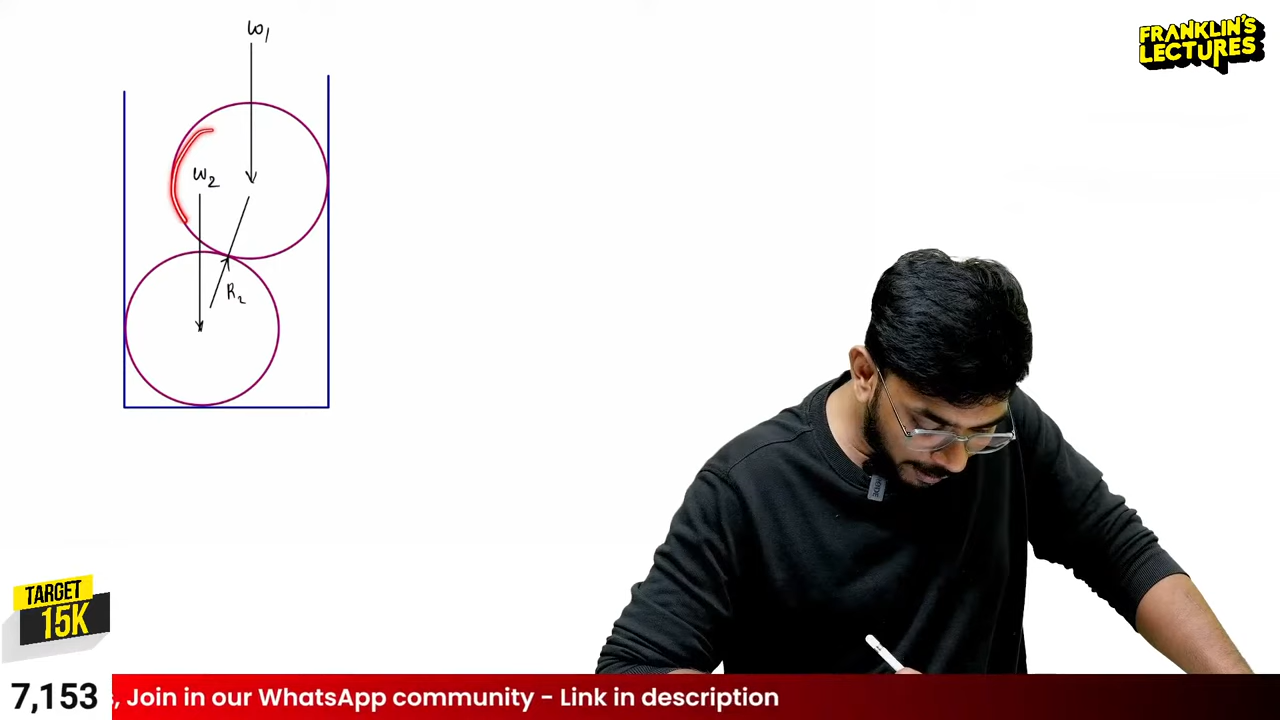 W1
FRANKLIN'S
LECTURES
W2
R2
TARGET
15K
7,153
, Join in our WhatsApp community - Link in description